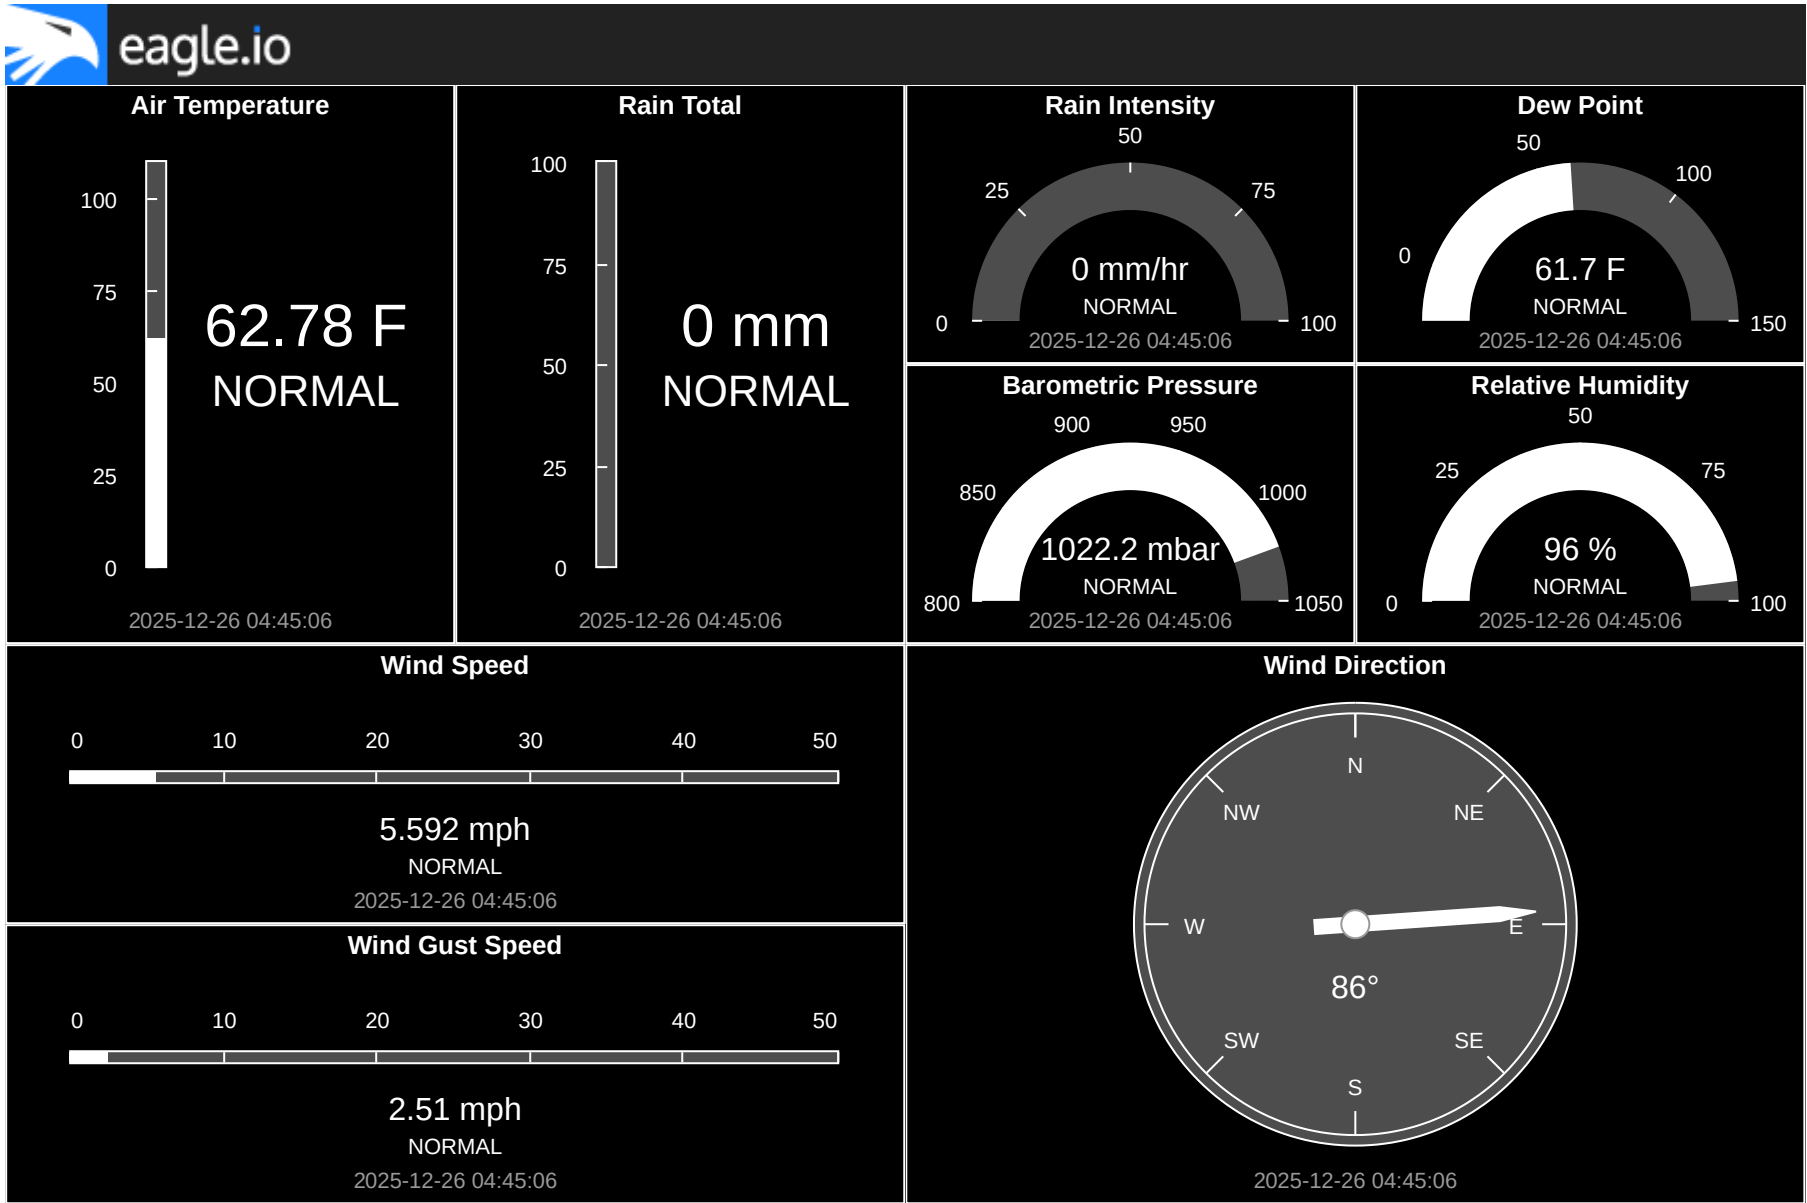 eagle.io
Air Temperature
100
75
50
25
0
62.78 F
NORMAL
2025-12-26 04:45:06
Rain Total
100
75
50
25
0
0 mm
NORMAL
2025-12-26 04:45:06
Rain Intensity
0
25
50
75
100
0 mm/hr
NORMAL
2025-12-26 04:45:06
Dew Point
0
50
100
150
61.7 F
NORMAL
2025-12-26 04:45:06
Barometric Pressure
800
850
900
950
1000
1050
1022.2 mbar
NORMAL
2025-12-26 04:45:06
Relative Humidity
0
25
50
75
100
96 %
NORMAL
2025-12-26 04:45:06
Wind Speed
0 10 20 30 40 50
5.592 mph
NORMAL
2025-12-26 04:45:06
Wind Gust Speed
0 10 20 30 40 50
2.51 mph
NORMAL
2025-12-26 04:45:06
Wind Direction
N
NW NE
W E
86°
SW SE
S
2025-12-26 04:45:06